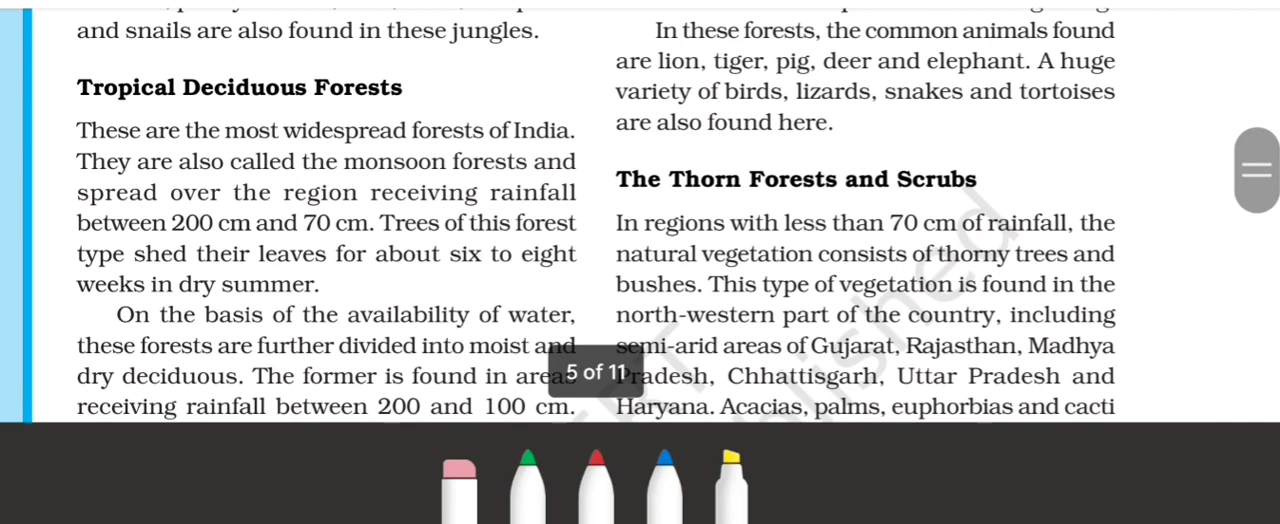 and snails are also found in these jungles.
Tropical Deciduous Forests
These are the most widespread forests of India.
They are also called the monsoon forests and
spread over the region receiving rainfall
between 200 cm and 70 cm. Trees of this forest
type shed their leaves for about six to eight
weeks in dry summer.
On the basis of the availability of water,
these forests are further divided into moist and
dry deciduous. The former is found in areas
receiving rainfall between 200 and 100 cm.
In these forests, the common animals found
are lion, tiger, pig, deer and elephant. A huge
variety of birds, lizards, snakes and tortoises
are also found here.
The Thorn Forests and Scrubs
In regions with less than 70 cm of rainfall, the
natural vegetation consists of thorny trees and
bushes. This type of vegetation is found in the
north-western part of the country, including
semi-arid areas of Gujarat, Rajasthan, Madhya
Pradesh, Chhattisgarh, Uttar Pradesh and
Haryana. Acacias, palms, euphorbias and cacti
5 of 11